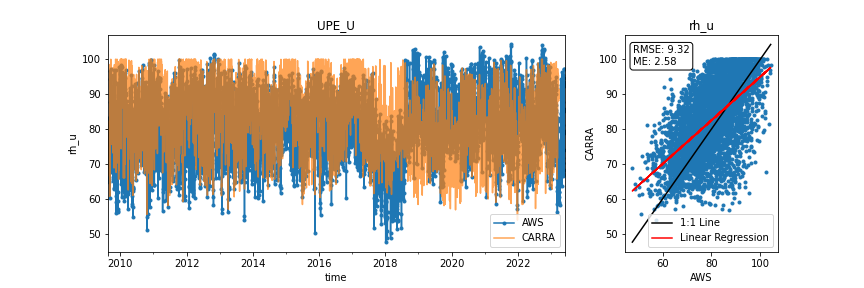 UPE_U
rh_u
100
90
80
70
60
50
2010
2012
2014
2016
2018
2020
2022
time
AWS
CARRA
rh_u
RMSE: 9.32
ME: 2.58
CARRA
100
90
80
70
60
50
60
80
100
AWS
1:1 Line
Linear Regression